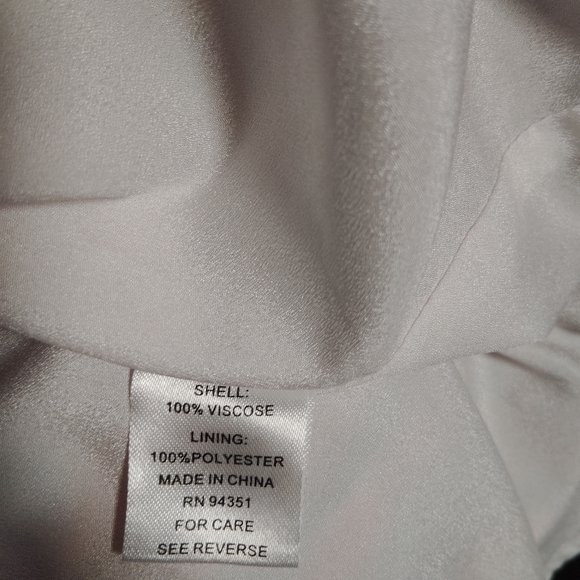 SHELL:
100% VISCOSE
LINING:
100%POLYESTER
MADE IN CHINA
RN 94351
FOR CARE
SEE REVERSE